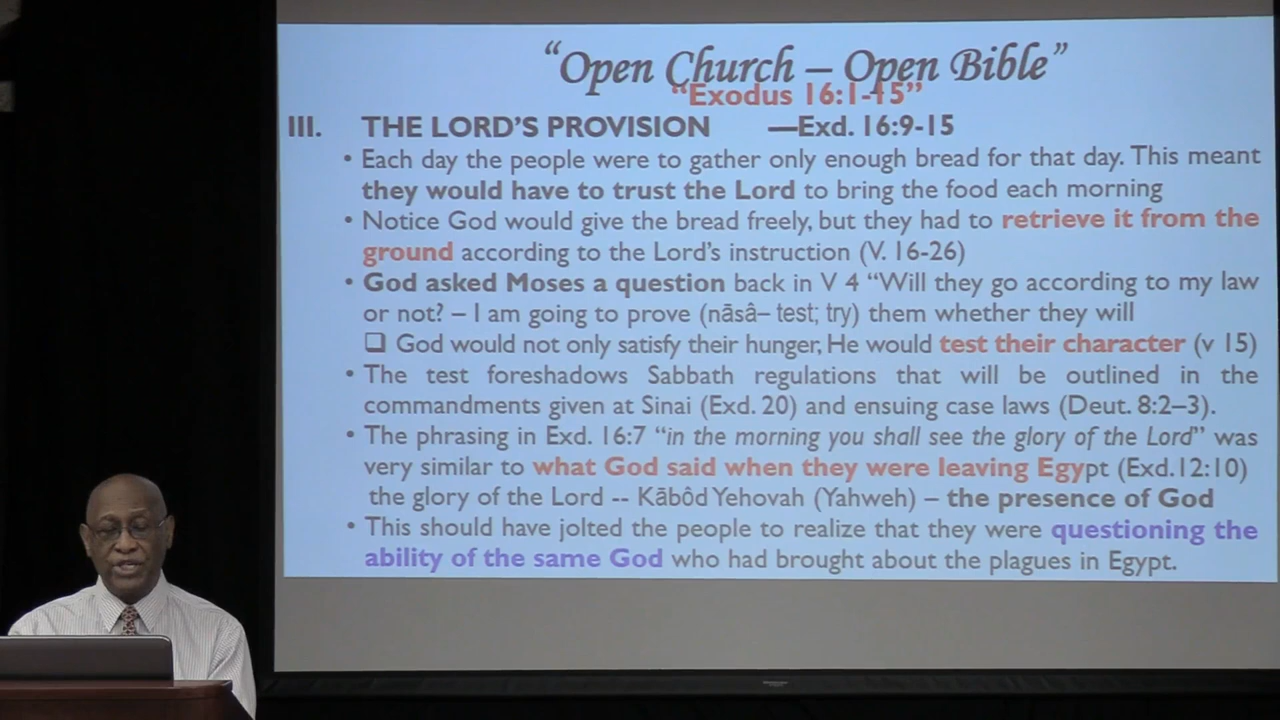 “Open Church – Open Bible”
“Exodus 16:1-15”
III. THE LORD’S PROVISION —Exd. 16:9-15
• Each day the people were to gather only enough bread for that day. This meant
they would have to trust the Lord to bring the food each morning
• Notice God would give the bread freely, but they had to retrieve it from the
ground according to the Lord’s instruction (V. 16-26)
• God asked Moses a question back in V 4 “Will they go according to my law
or not? – I am going to prove (nāsâ– test; try) them whether they will
❑ God would not only satisfy their hunger, He would test their character (v 15)
• The test foreshadows Sabbath regulations that will be outlined in the
commandments given at Sinai (Exd. 20) and ensuing case laws (Deut. 8:2–3).
• The phrasing in Exd. 16:7 “in the morning you shall see the glory of the Lord” was
very similar to what God said when they were leaving Egypt (Exd.12:10)
the glory of the Lord -- Kābôd Yehovah (Yahweh) – the presence of God
• This should have jolted the people to realize that they were questioning the
ability of the same God who had brought about the plagues in Egypt.